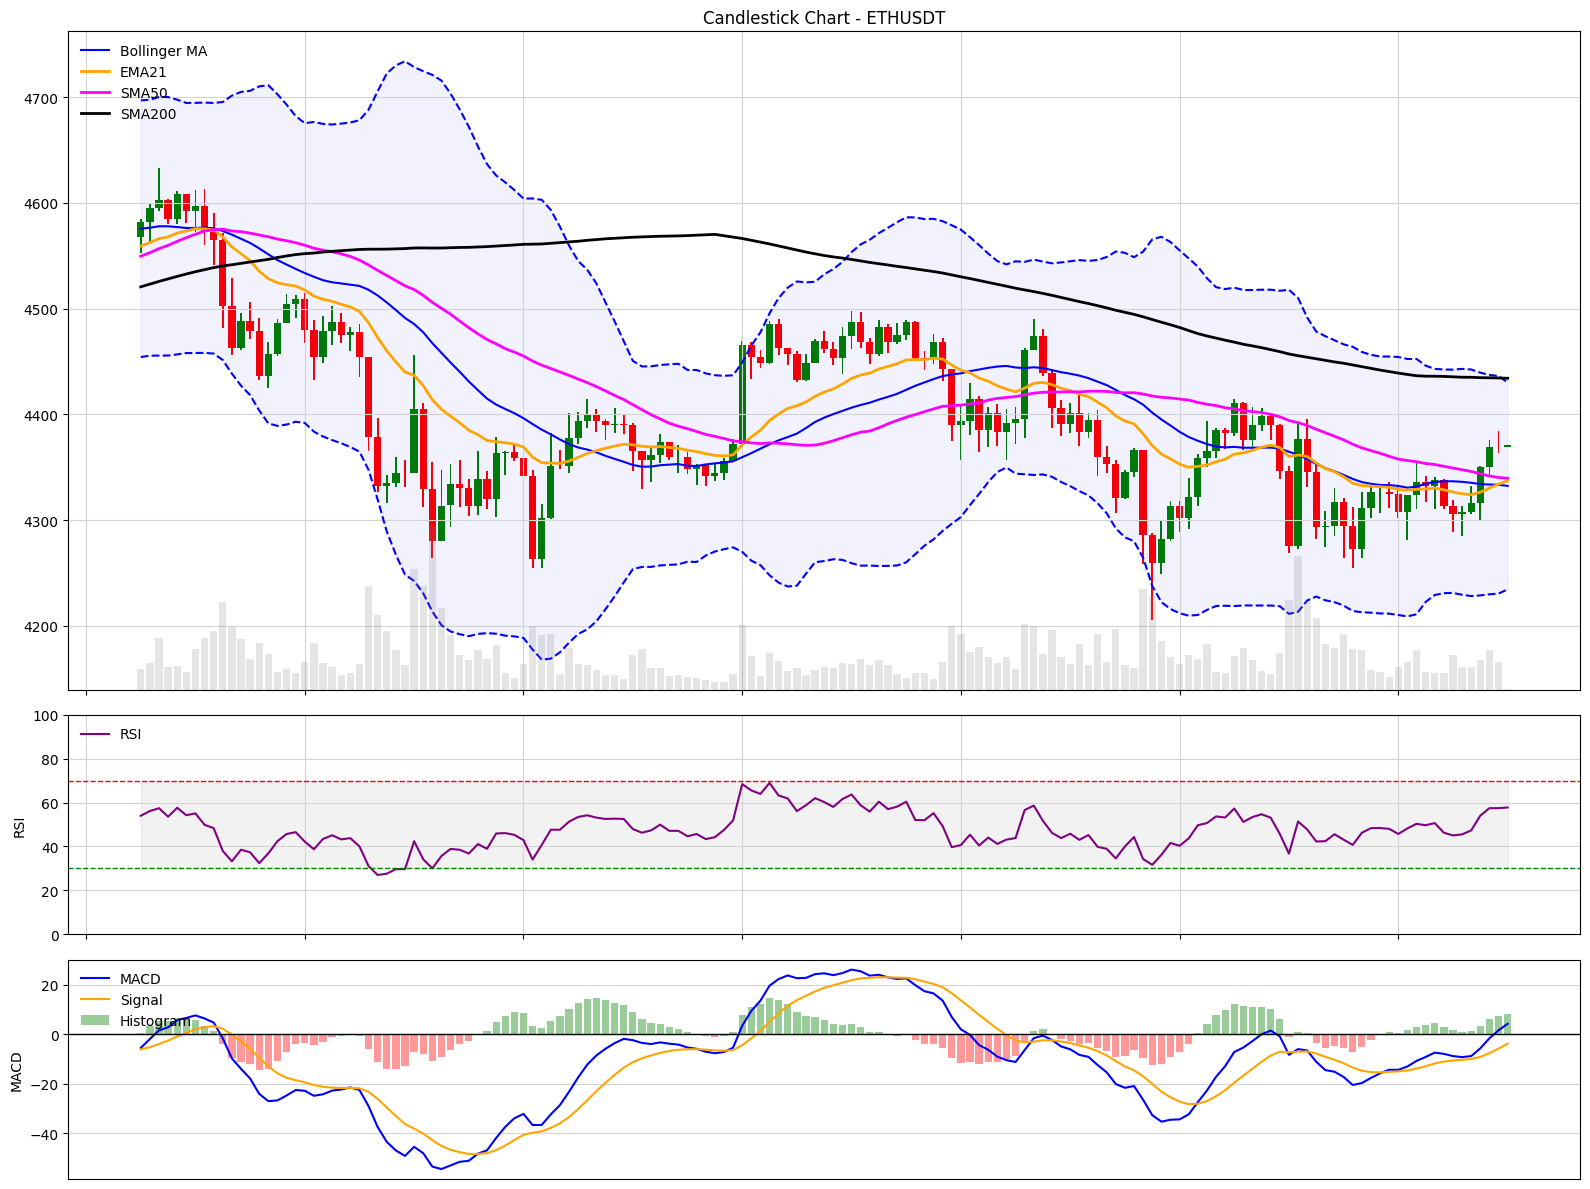 Candlestick Chart - ETHUSDT
Bollinger MA
EMA21
SMA50
SMA200
4700
4600
4500
4400
4300
4200
RSI
100
80
60
40
20
0
RSI
MACD
Signal
Histogram
20
0
−20
−40
MACD